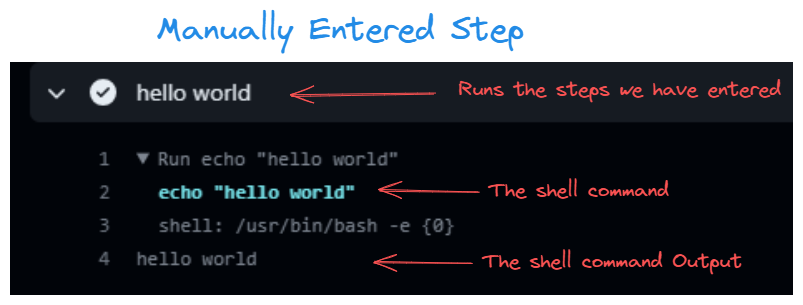 Manually Entered Step
hello world
Runs the steps we have entered
1 ▼ Run echo "hello world"
2 echo "hello world"
The shell command
3 shell: /usr/bin/bash -e {0}
4 hello world
The shell command Output